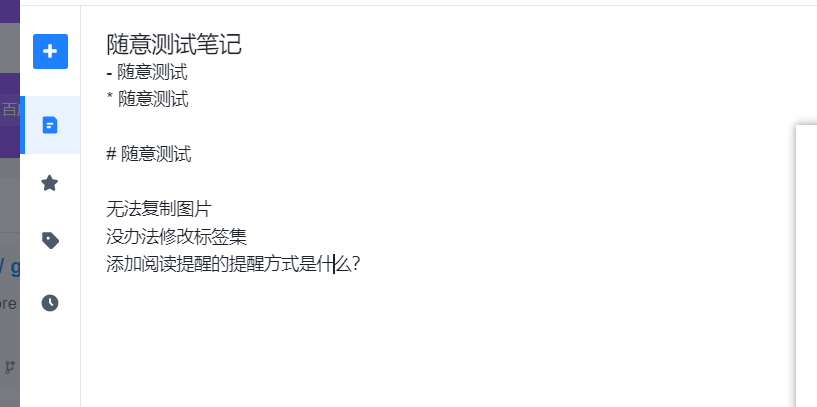 随意测试笔记
- 随意测试
* 随意测试
# 随意测试
无法复制图片
没办法修改标签集
添加阅读提醒的提醒方式是什么?
百
/ g
ore